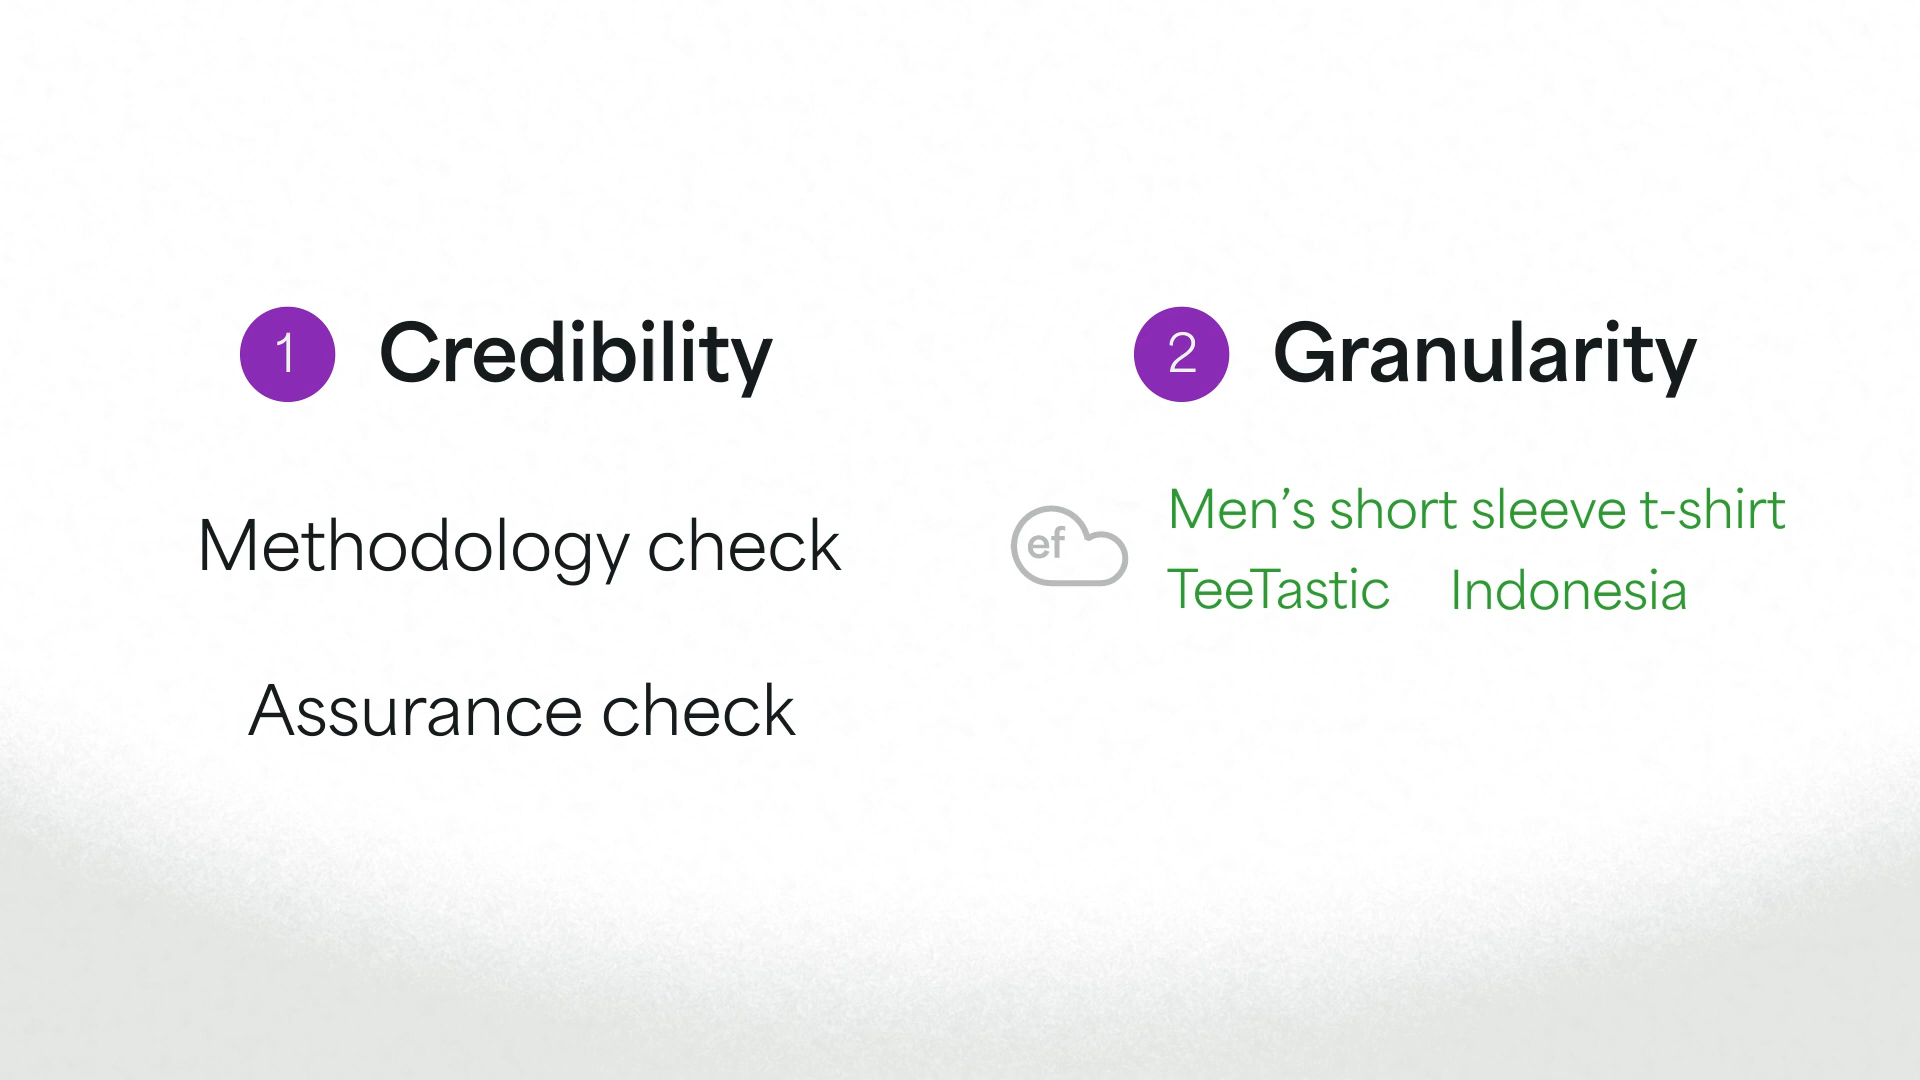 1 Credibility
Methodology check
Assurance check
2 Granularity
ef
Men’s short sleeve t-shirt
TeeTastic Indonesia